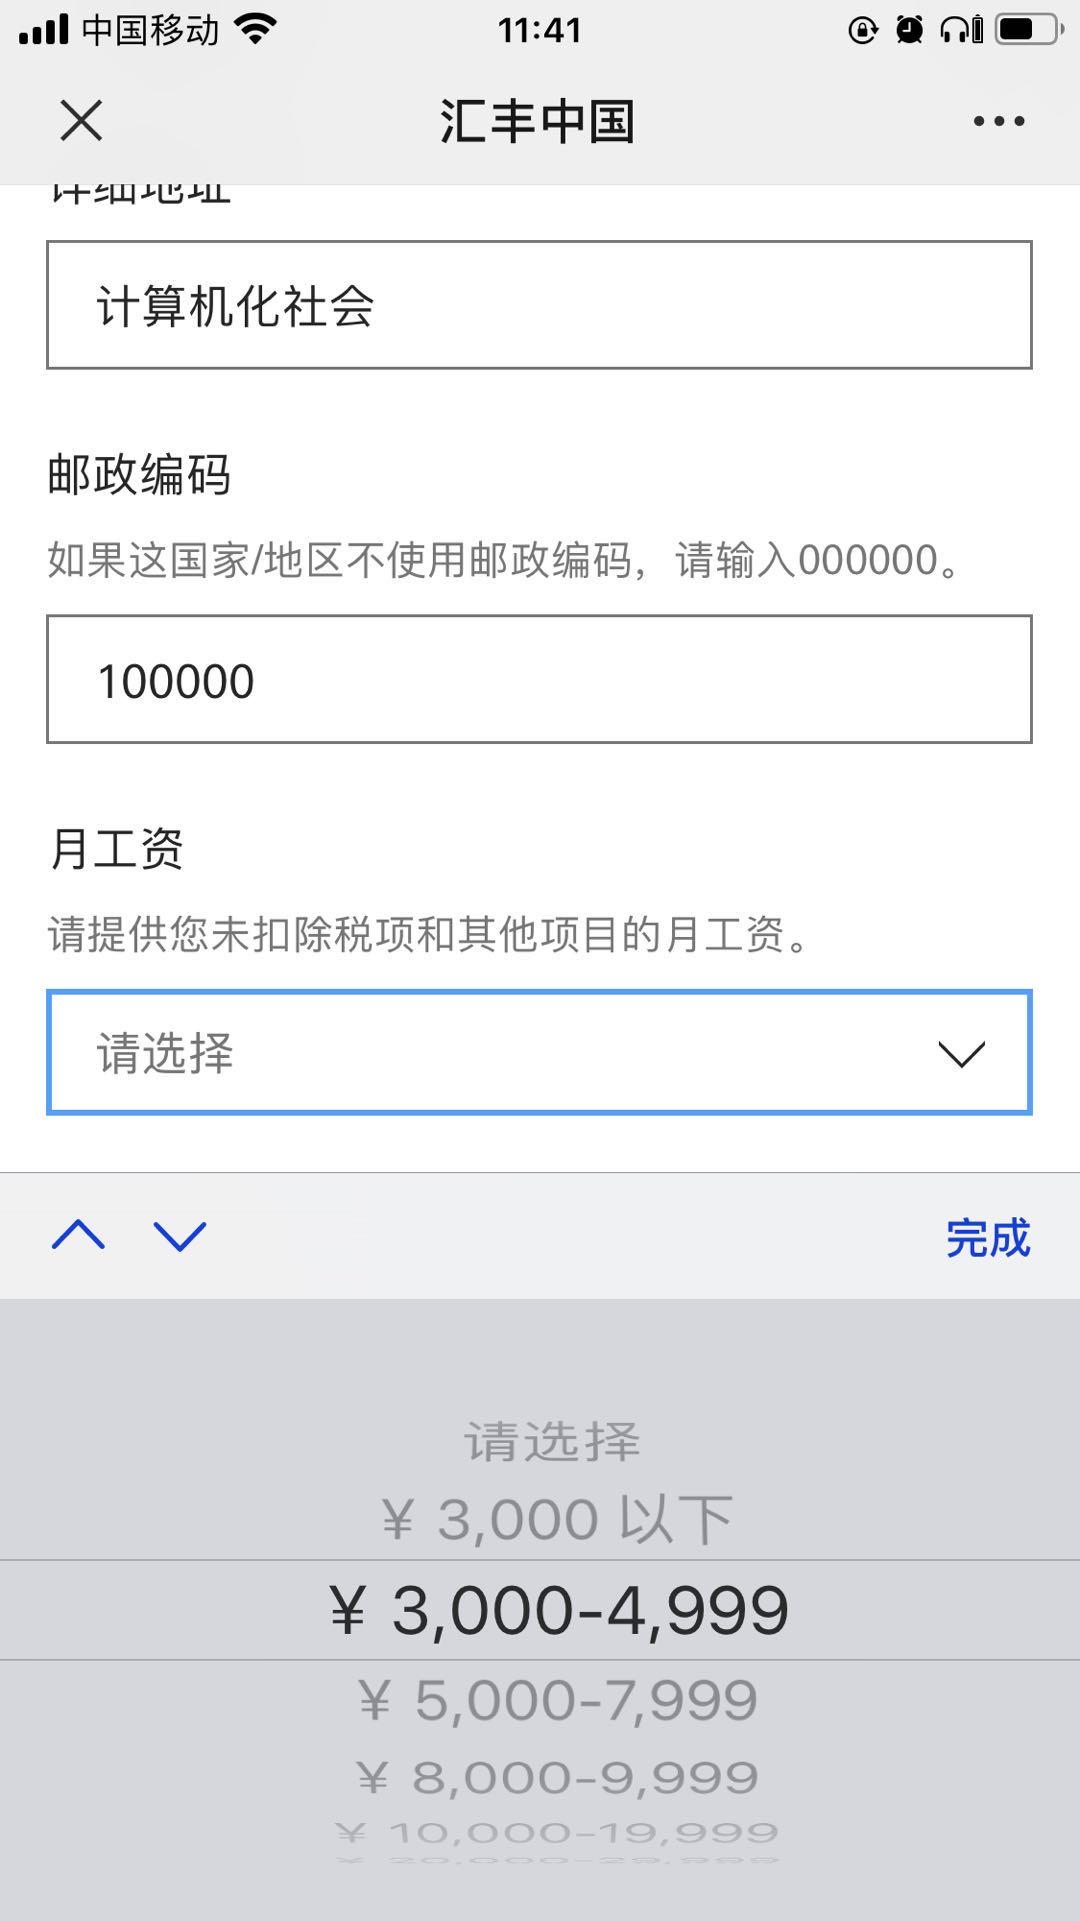 中国移动
11:41
汇丰中国
详细地址
计算机化社会
邮政编码
如果这国家/地区不使用邮政编码，请输入000000。
100000
月工资
请提供您未扣除税项和其他项目的月工资。
请选择
完成
请选择
¥ 3,000 以下
¥ 3,000-4,999
¥ 5,000-7,999
¥ 8,000-9,999
¥ 10,000-19,999
¥ 20,000-29,999